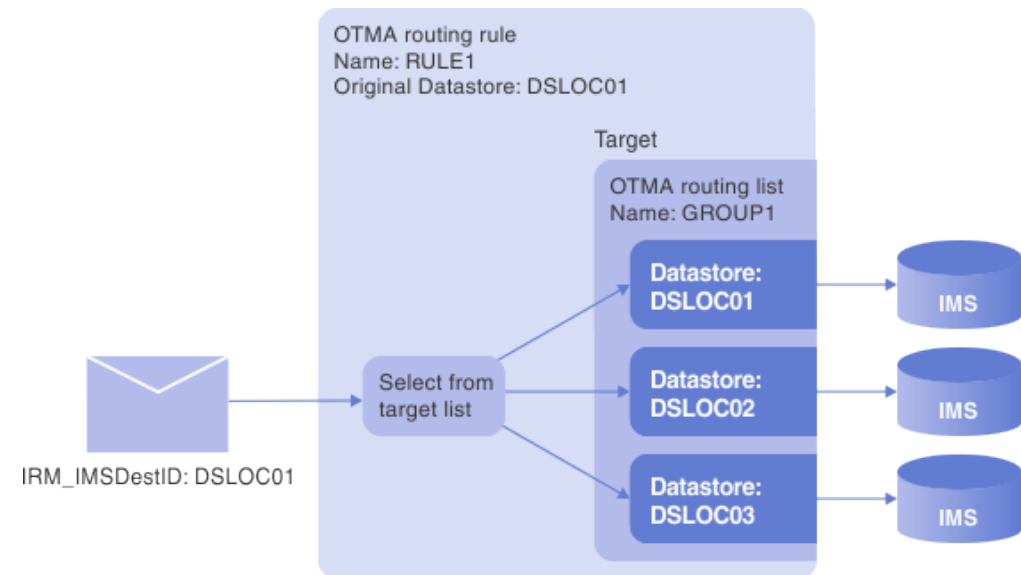 OTMA routing rule
Name: RULE1
Original Datastore: DSLOC01
Target
OTMA routing list
Name: GROUP1
Datastore:
DSLOC01
IMS
Select from
target list
Datastore:
DSLOC02
IMS
IRM_IMSDestID: DSLOC01
Datastore:
DSLOC03
IMS